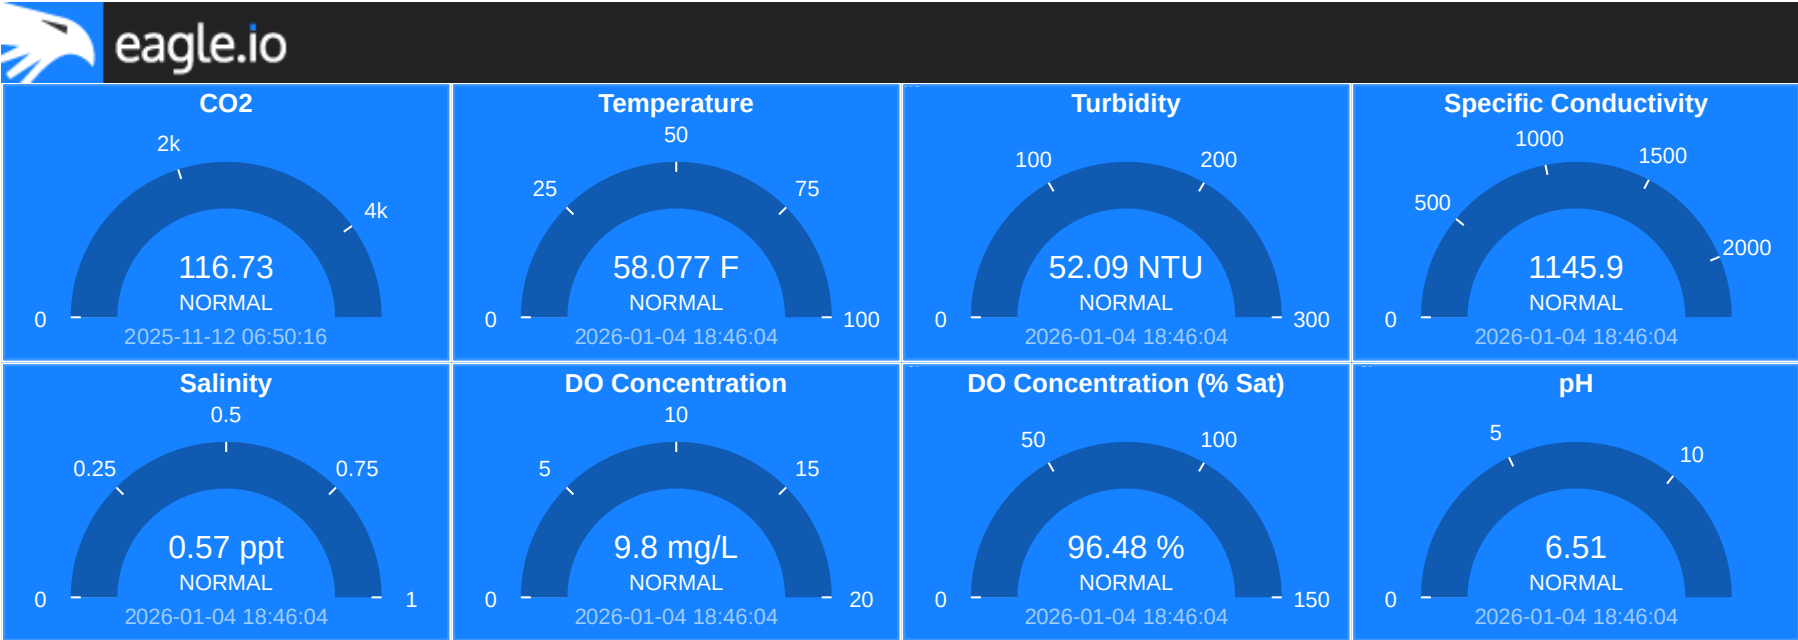 eagle.io
CO2
2k
4k
116.73
NORMAL
0
2025-11-12 06:50:16
Temperature
50
25
75
58.077 F
NORMAL
0
100
2026-01-04 18:46:04
Turbidity
100
200
52.09 NTU
NORMAL
0
300
2026-01-04 18:46:04
Specific Conductivity
1000
1500
500
2000
1145.9
NORMAL
0
2026-01-04 18:46:04
Salinity
0.5
0.25
0.75
0.57 ppt
NORMAL
0
1
2026-01-04 18:46:04
DO Concentration
10
5
15
9.8 mg/L
NORMAL
0
20
2026-01-04 18:46:04
DO Concentration (% Sat)
50
100
96.48 %
NORMAL
0
150
2026-01-04 18:46:04
pH
5
10
6.51
NORMAL
0
2026-01-04 18:46:04